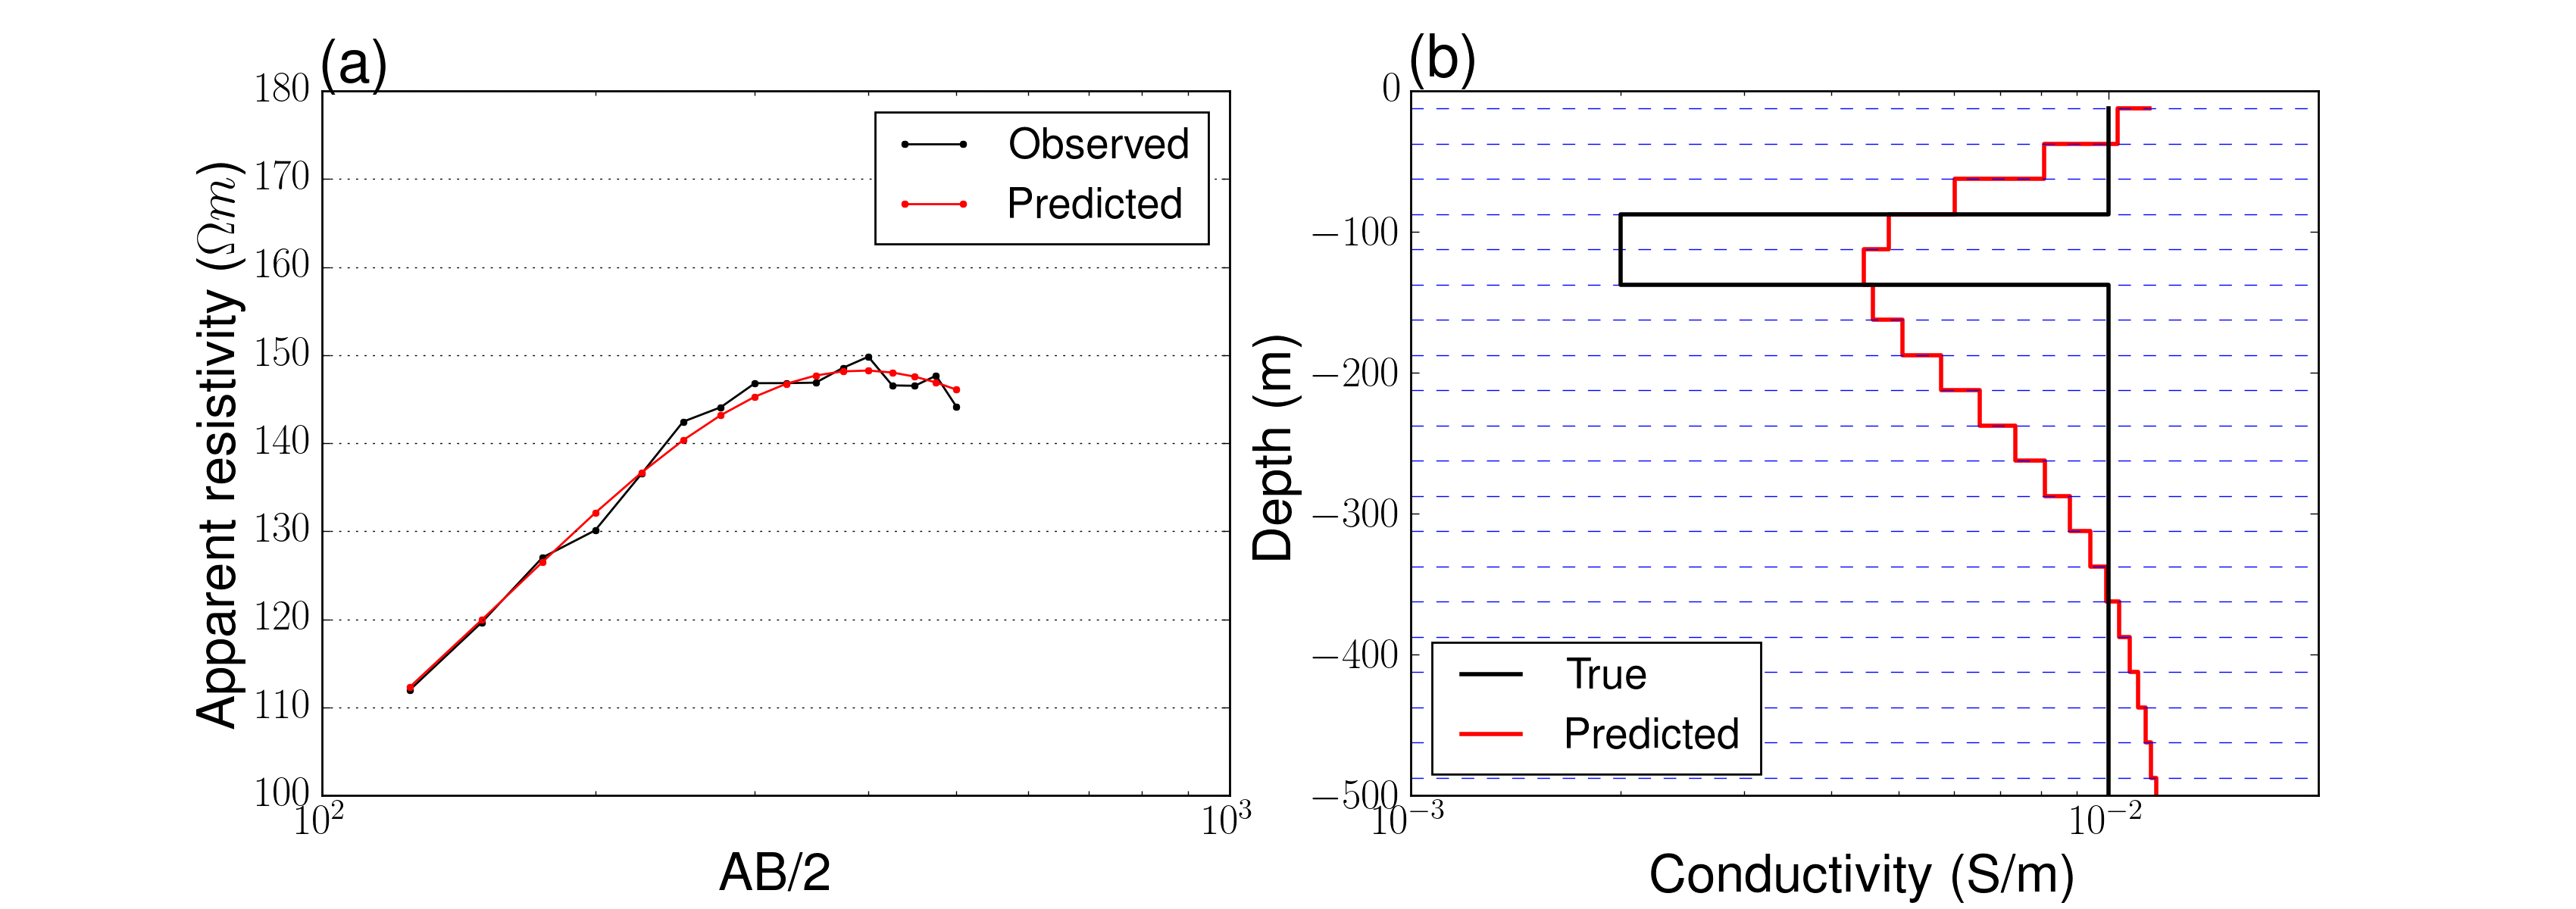 (a)
180
170
160
150
140
130
120
110
100
10²
10³
Apparent resistivity (Ωm)
AB/2
Observed
Predicted
(b)
0
−100
−200
−300
−400
−500
10⁻³
10⁻²
Depth (m)
Conductivity (S/m)
True
Predicted